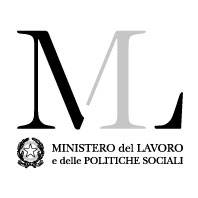 ML
MINISTERO del LAVORO
e delle POLITICHE SOCIALI